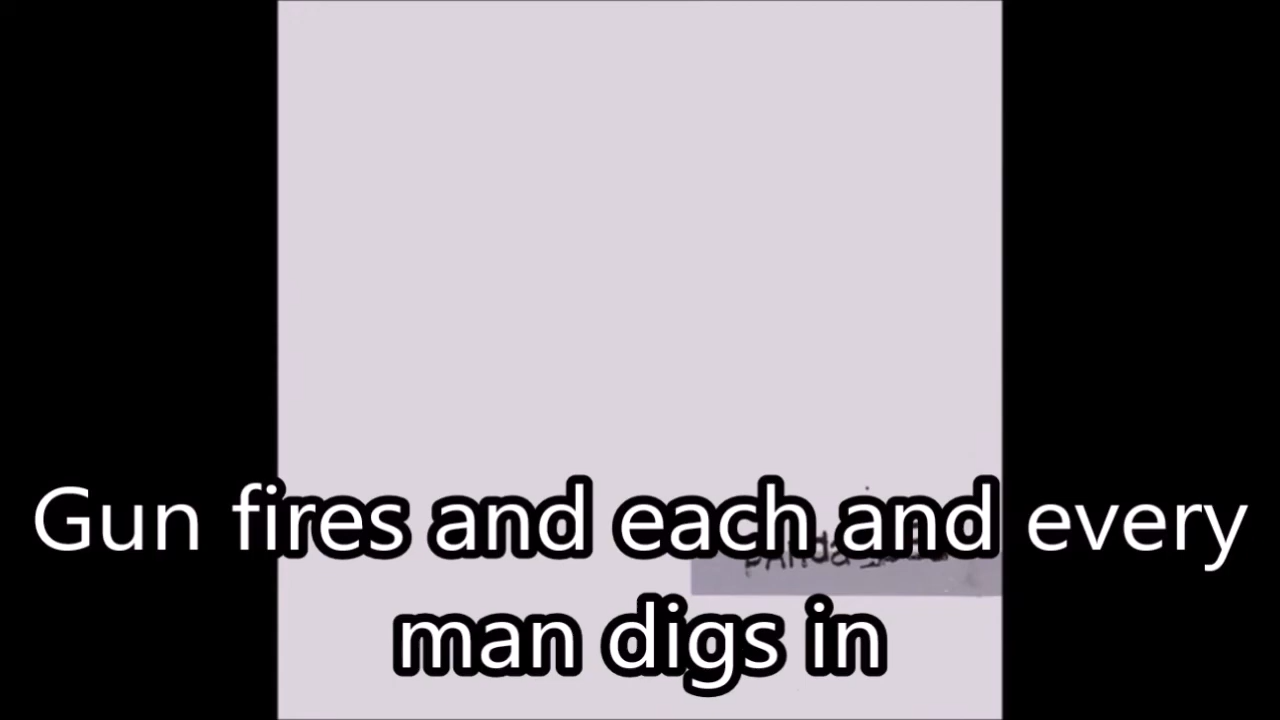 Gun fires and each and every
man digs in